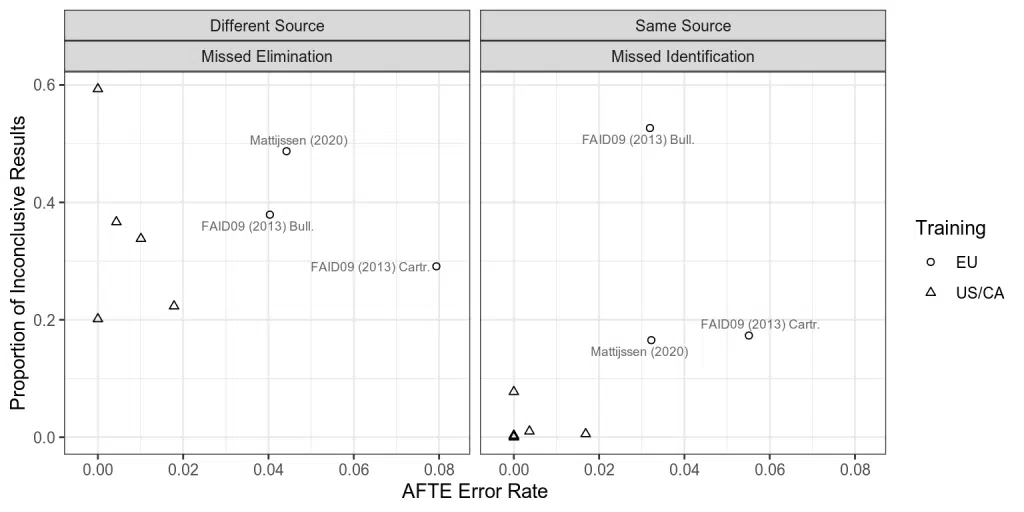 Different Source
Same Source
Missed Elimination
Missed Identification
Proportion of Inconclusive Results
0.6
0.4
0.2
0.0
Mattijssen (2020)
FAID09 (2013) Bull.
FAID09 (2013) Cartr.
FAID09 (2013) Bull.
FAID09 (2013) Cartr.
Mattijssen (2020)
0.00 0.02 0.04 0.06 0.08
0.00 0.02 0.04 0.06 0.08
AFTE Error Rate
Training
EU
US/CA